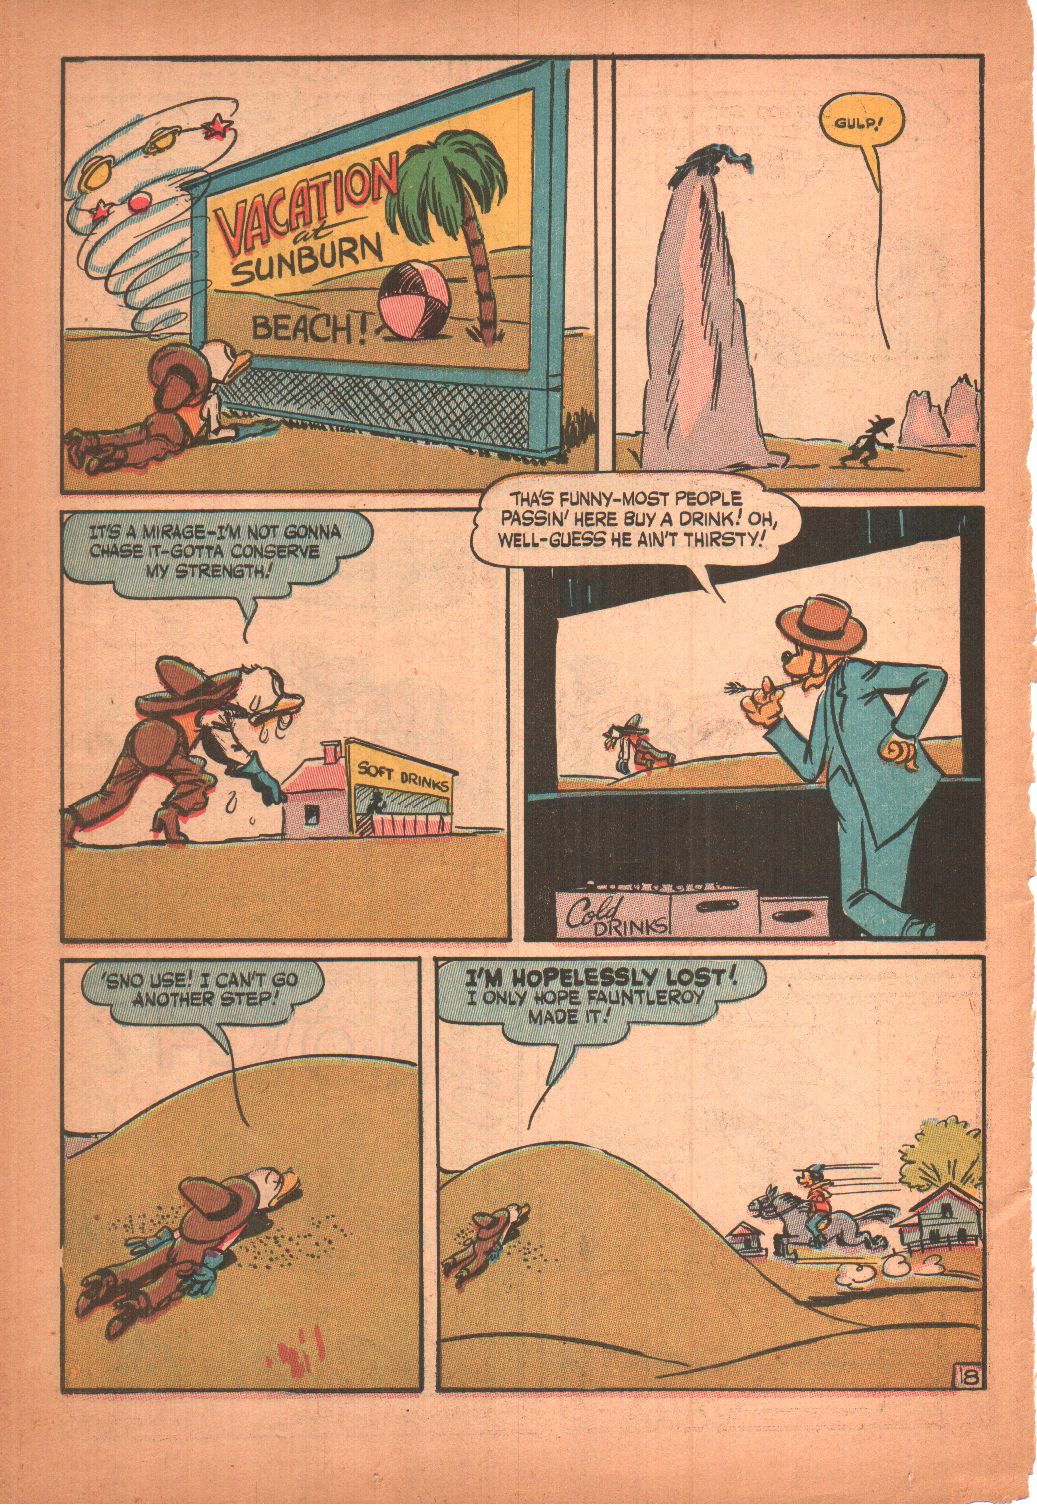 VACATION
at
SUNBURN
BEACH!
GULP!
IT'S A MIRAGE-I'M NOT GONNA
CHASE IT-GOTTA CONSERVE
MY STRENGTH!
SOFT DRINKS
THA'S FUNNY-MOST PEOPLE
PASSIN' HERE BUY A DRINK! OH,
WELL-GUESS HE AIN'T THIRSTY!
Cold
DRINKS
'SNO USE! I CAN'T GO
ANOTHER STEP!
I'M HOPELESSLY LOST!
I ONLY HOPE FAUNTLEROY
MADE IT!
18